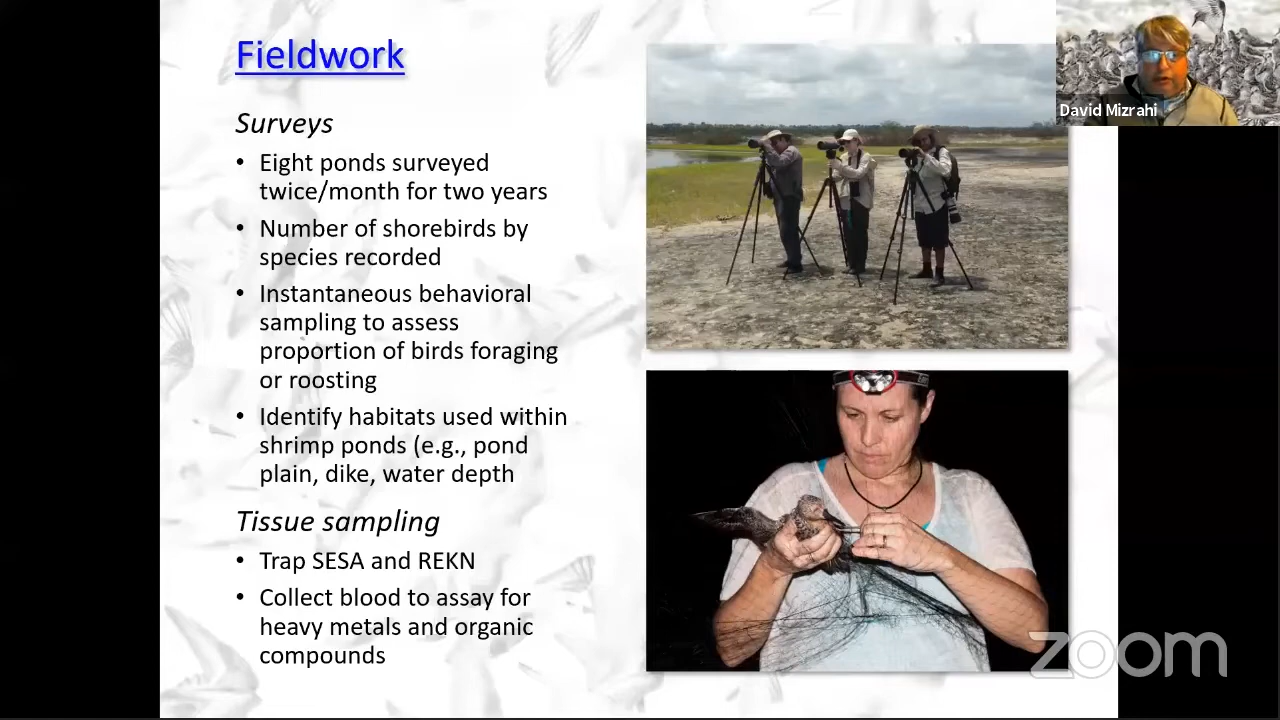 Fieldwork
Surveys
• Eight ponds surveyed
twice/month for two years
• Number of shorebirds by
species recorded
• Instantaneous behavioral
sampling to assess
proportion of birds foraging
or roosting
• Identify habitats used within
shrimp ponds (e.g., pond
plain, dike, water depth
Tissue sampling
• Trap SESA and REKN
• Collect blood to assay for
heavy metals and organic
compounds
David Mizrahi
zoom